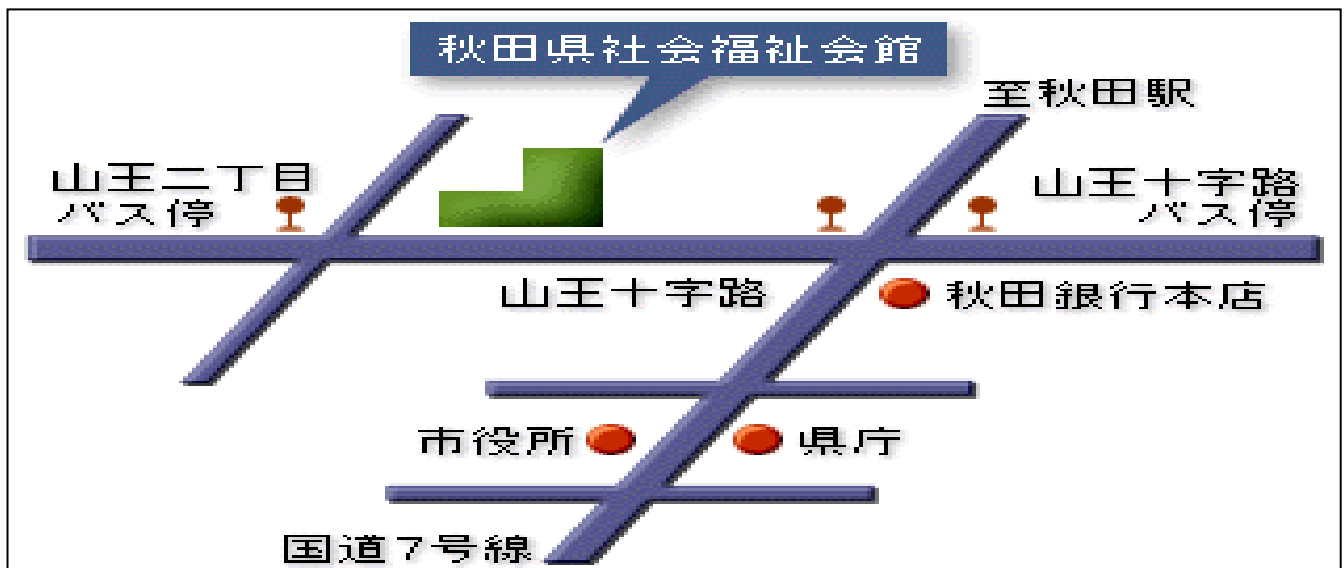 秋田県社会福祉会館
至秋田駅
山王二丁目
バス停
山王十字路
バス停
山王十字路
秋田銀行本店
市役所
県庁
国道7号線